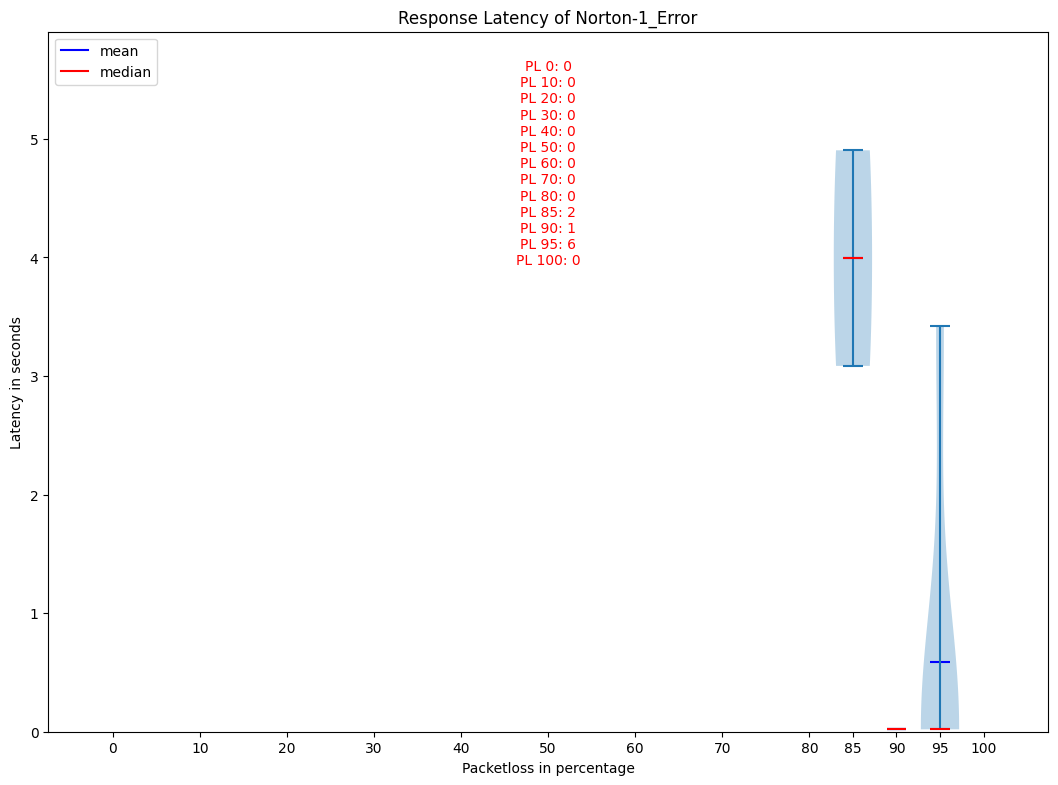 Response Latency of Norton-1_Error
mean
median
PL 0: 0
PL 10: 0
PL 20: 0
PL 30: 0
PL 40: 0
PL 50: 0
PL 60: 0
PL 70: 0
PL 80: 0
PL 85: 2
PL 90: 1
PL 95: 6
PL 100: 0
Latency in seconds
5
4
3
2
1
0
0 10 20 30 40 50 60 70 80 85 90 95 100
Packetloss in percentage